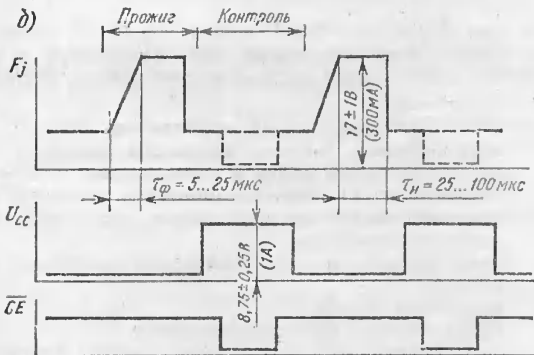 б)
Прожиг
Контроль
Fj
17±1В
(300мА)
τф = 5...25 мкс
τн = 25...100 мкс
Ucc
8,75±0,25В
(1А)
CE